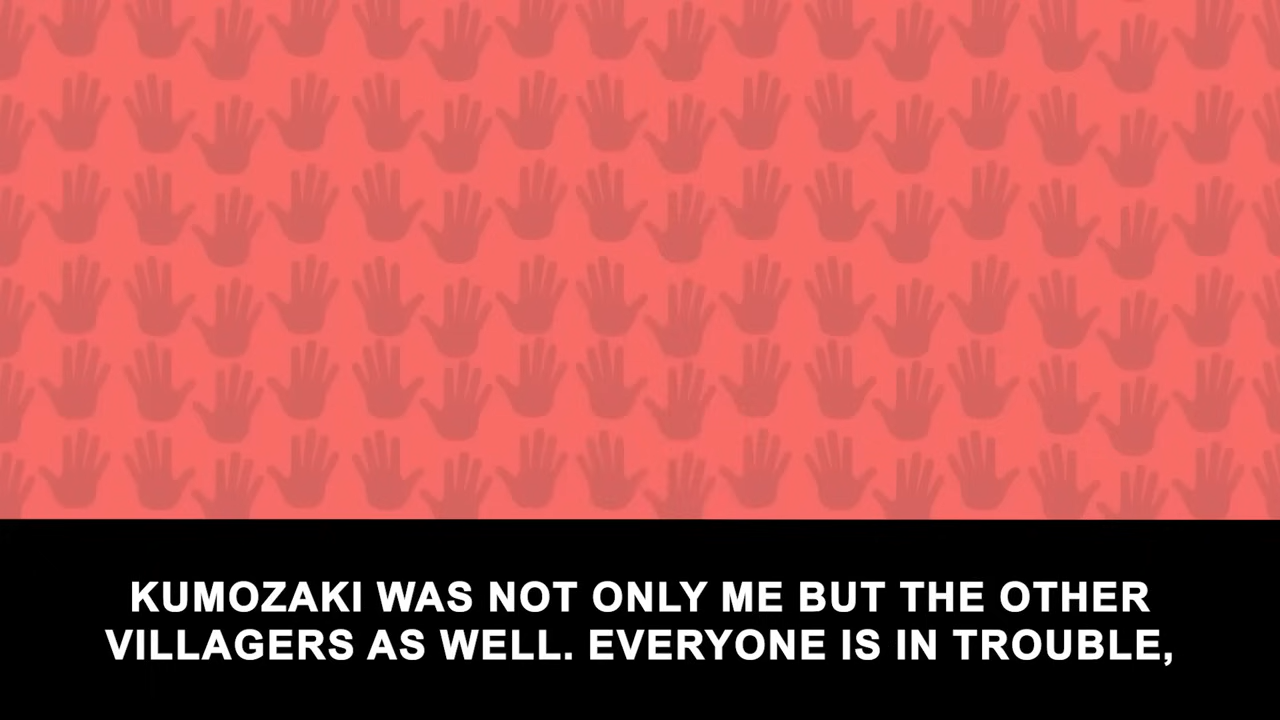 KUMOZAKI WAS NOT ONLY ME BUT THE OTHER
VILLAGERS AS WELL. EVERYONE IS IN TROUBLE,